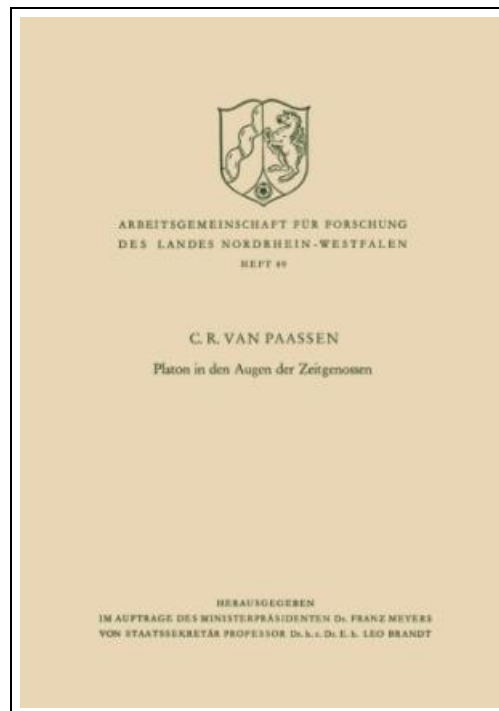 ARBEITSGEMEINSCHAFT FÜR FORSCHUNG
DES LANDES NORDRHEIN-WESTFALEN
HEFT 89
C. R. VAN PAASSEN
Platon in den Augen der Zeitgenossen
HERAUSGEGEBEN
IM AUFTRAGE DES MINISTERPRÄSIDENTEN Dr. FRANZ MEYERS
VON STAATSSEKRETÄR PROFESSOR Dr. h. c. Dr. E. h. LEO BRANDT